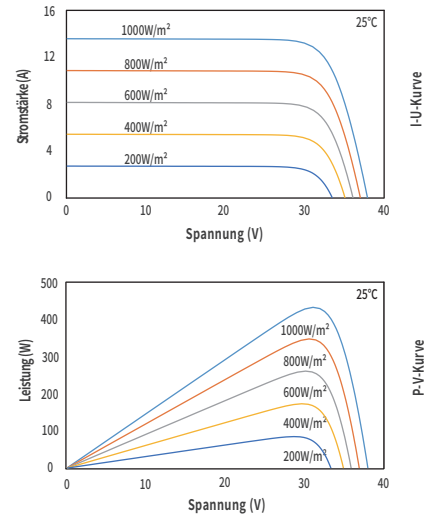 16
12
8
4
0
0
10
20
30
40
25°C
1000W/m²
800W/m²
600W/m²
400W/m²
200W/m²
Stromstärke (A)
Spannung (V)
I-U-Kurve
500
400
300
200
100
0
0
10
20
30
40
25°C
1000W/m²
800W/m²
600W/m²
400W/m²
200W/m²
Leistung (W)
Spannung (V)
P-V-Kurve